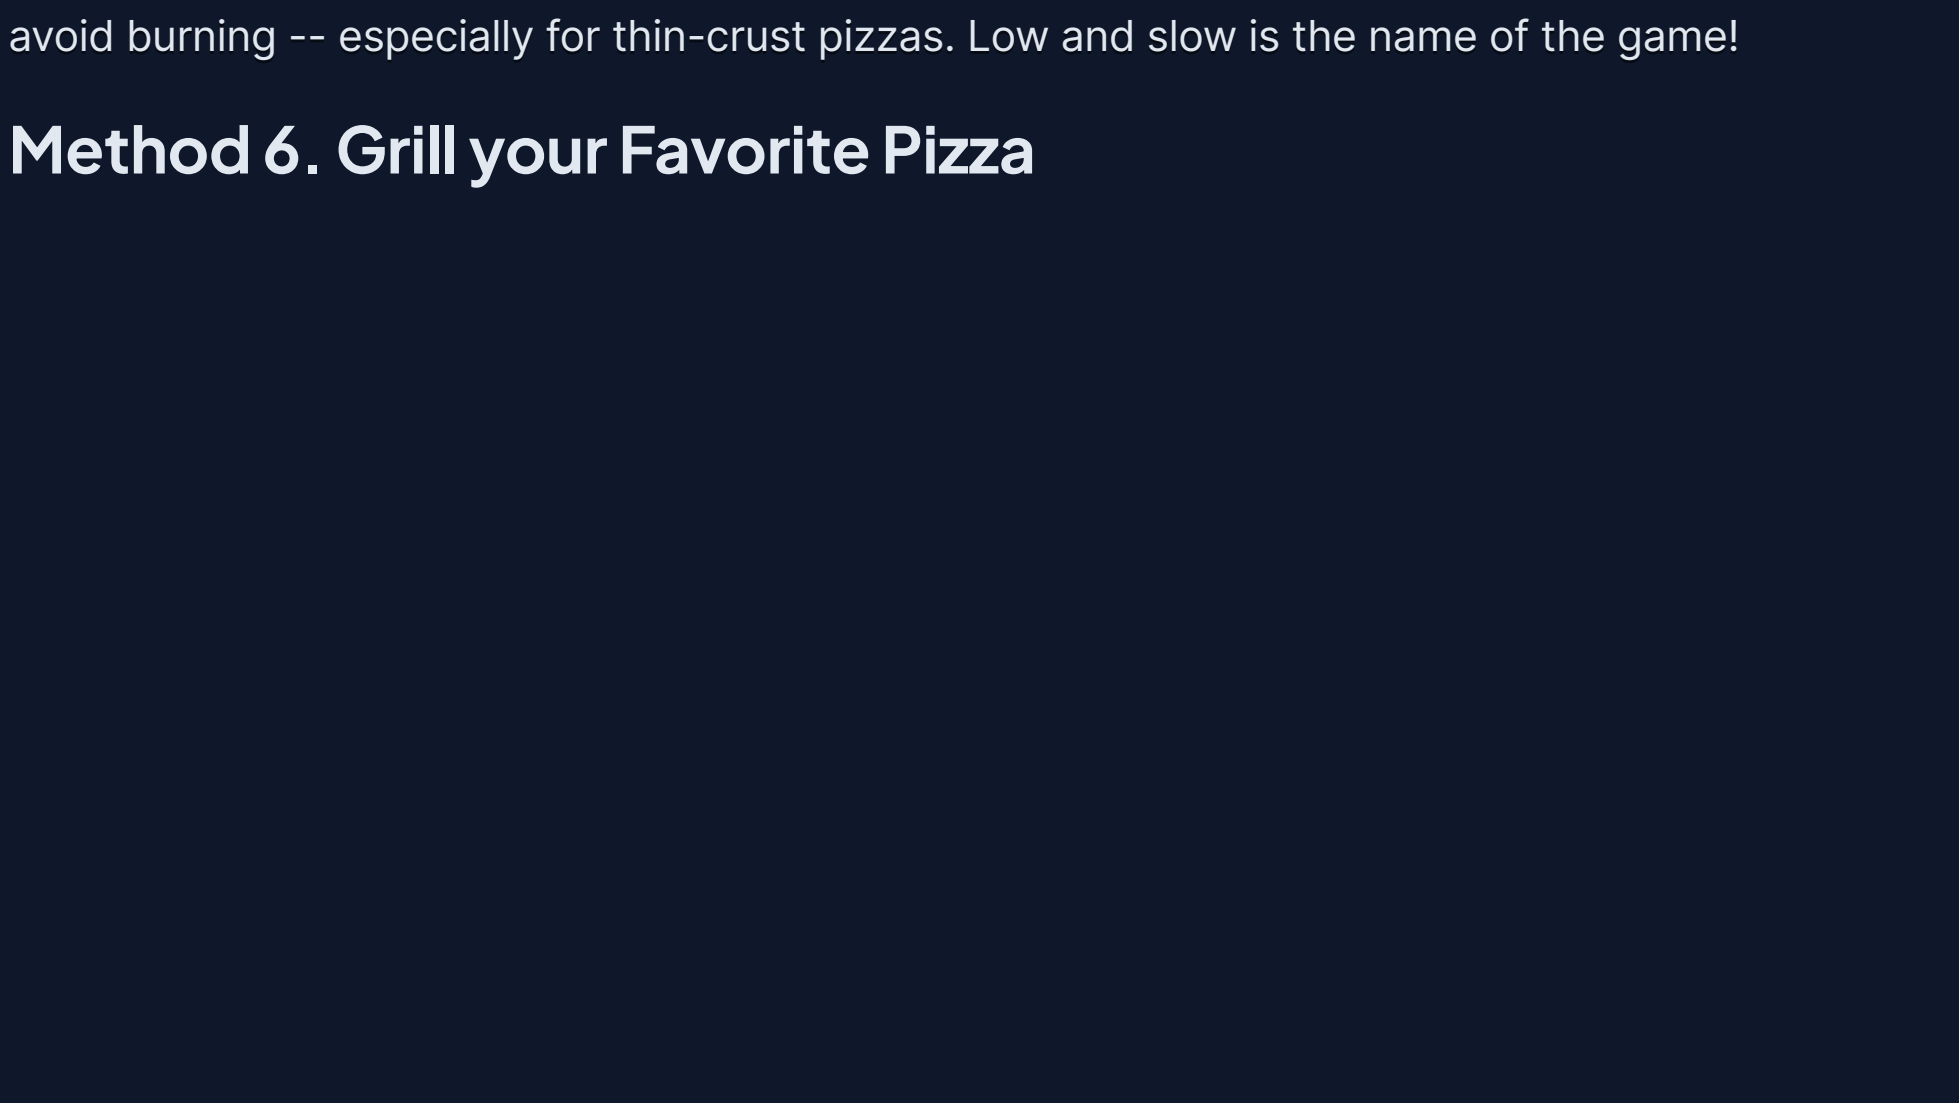 avoid burning -- especially for thin-crust pizzas. Low and slow is the name of the game!
Method 6. Grill your Favorite Pizza